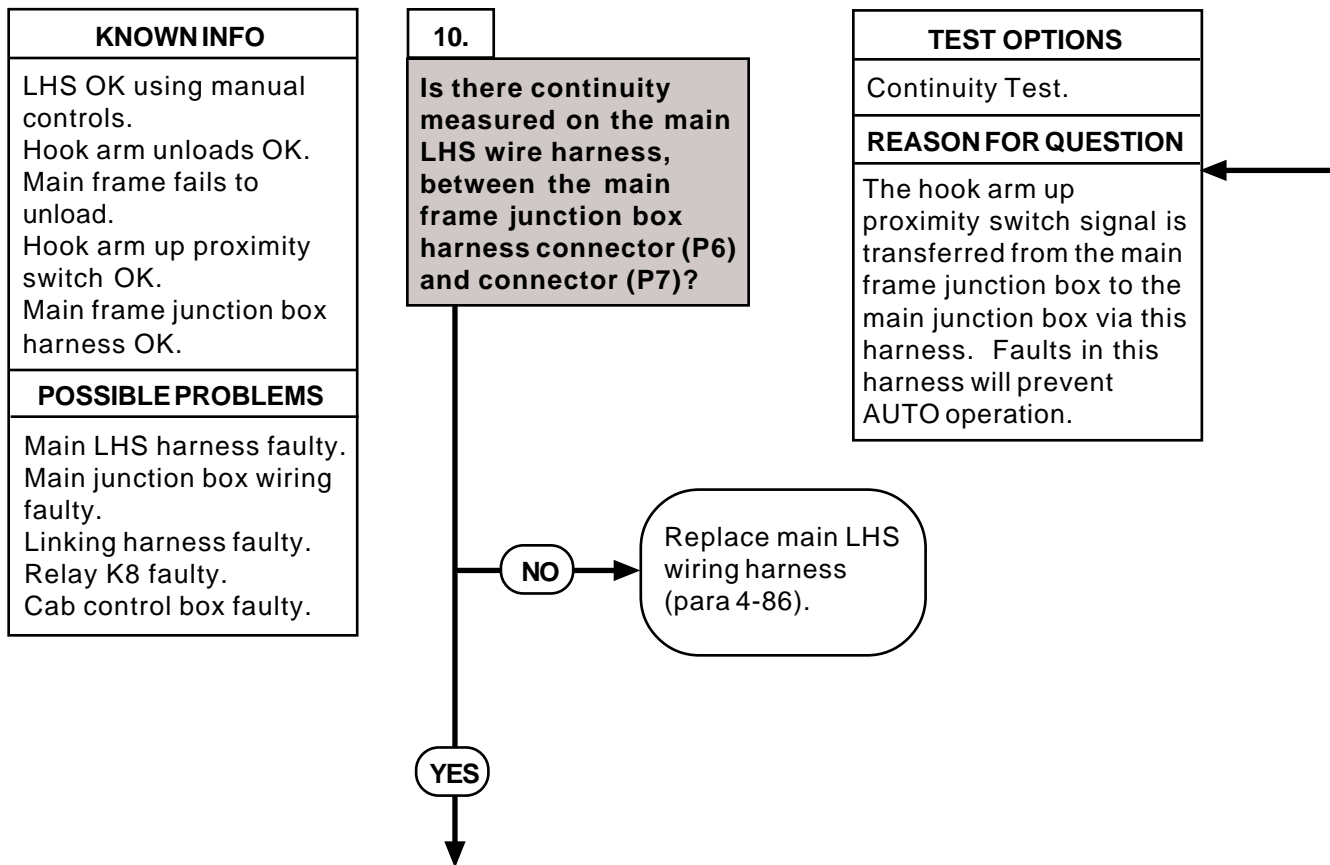 KNOWN INFO
LHS OK using manual
controls.
Hook arm unloads OK.
Main frame fails to
unload.
Hook arm up proximity
switch OK.
Main frame junction box
harness OK.
POSSIBLE PROBLEMS
Main LHS harness faulty.
Main junction box wiring
faulty.
Linking harness faulty.
Relay K8 faulty.
Cab control box faulty.
10.
Is there continuity
measured on the main
LHS wire harness,
between the main
frame junction box
harness connector (P6)
and connector (P7)?
TEST OPTIONS
Continuity Test.
REASON FOR QUESTION
The hook arm up
proximity switch signal is
transferred from the main
frame junction box to the
main junction box via this
harness. Faults in this
harness will prevent
AUTO operation.
NO
Replace main LHS
wiring harness
(para 4-86).
YES